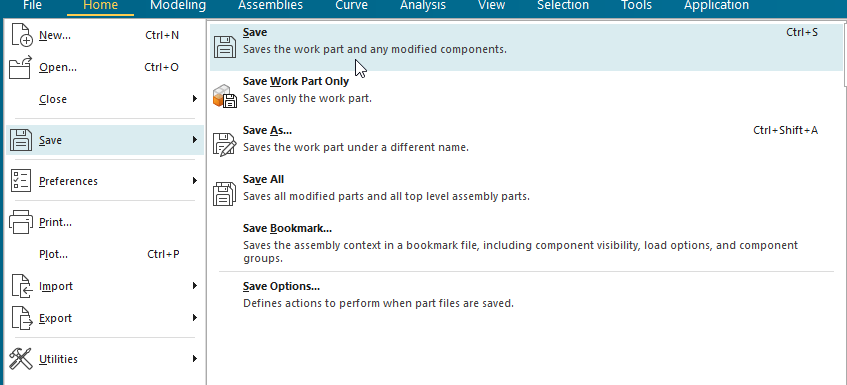 File Home Modeling Assemblies Curve Analysis View Selection Tools Application
New... Ctrl+N
Open... Ctrl+O
Close
Save
Preferences
Print...
Plot... Ctrl+P
Import
Export
Utilities
Save Ctrl+S
Saves the work part and any modified components.
Save Work Part Only
Saves only the work part.
Save As... Ctrl+Shift+A
Saves the work part under a different name.
Save All
Saves all modified parts and all top level assembly parts.
Save Bookmark...
Saves the assembly context in a bookmark file, including component visibility, load options, and component
groups.
Save Options...
Defines actions to perform when part files are saved.